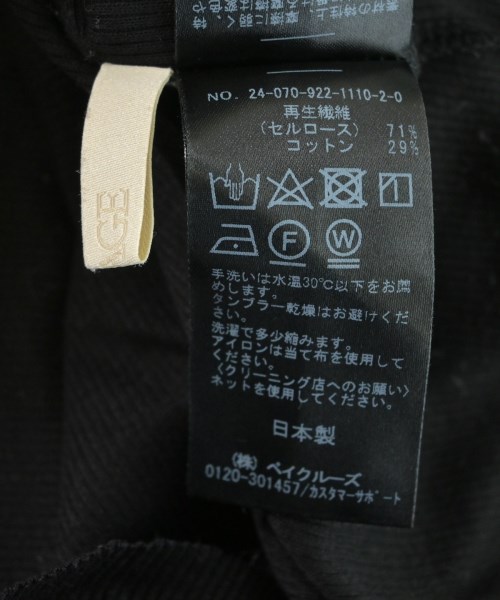 AGE
NO. 24-070-922-1110-2-0
再生繊維
(セルロース) 71%
コットン 29%
F
W
手洗いは水温30℃以下をお薦
めします。
タンブラー乾燥はお避けくだ
さい。
洗濯で多少縮みます。
アイロンは当て布を使用して
ください。
〈クリーニング店へのお願い〉
ネットを使用してください。
日本製
(株) ベイクルーズ
0120-301457/カスタマーサポート